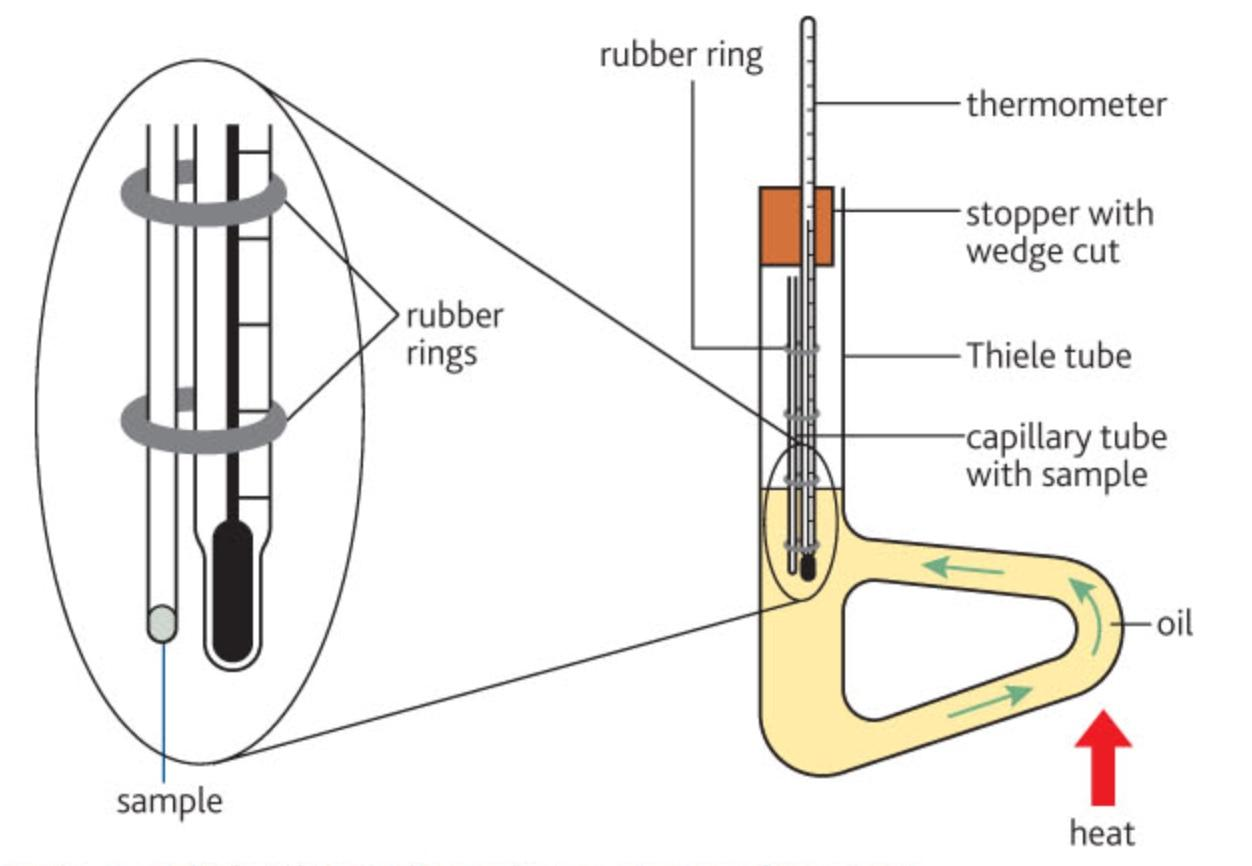 rubber ring
thermometer
stopper with
wedge cut
rubber
rings
Thiele tube
capillary tube
with sample
oil
sample
heat